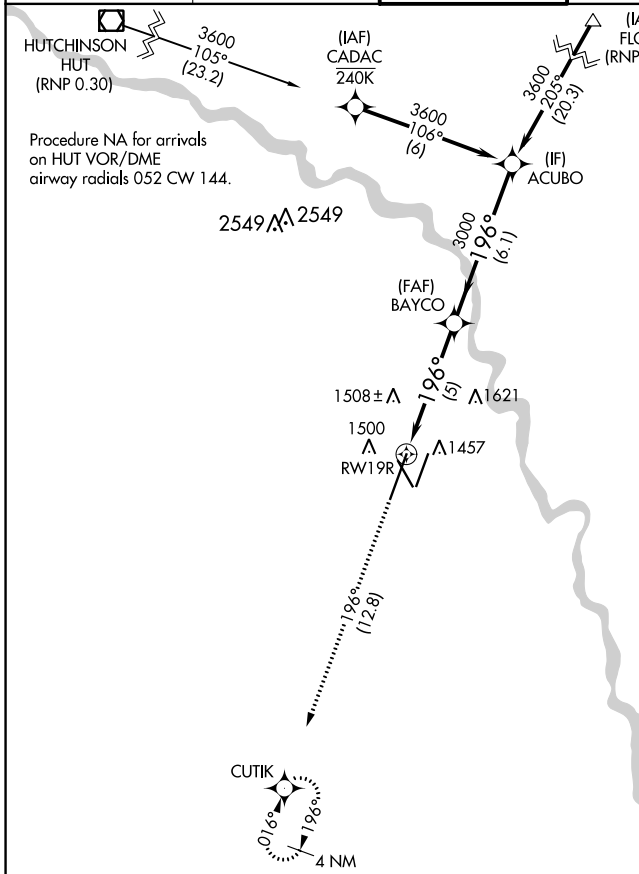 HUTCHINSON
HUT
(RNP 0.30)
3600
105°
(23.2)
(IAF)
CADAC
240K
3600
106°
(6)
3600
205°
(20.3)
(IA
FLO
(RNP
(IF)
ACUBO
Procedure NA for arrivals
on HUT VOR/DME
airway radials 052 CW 144.
2549 2549
3000
196°
(6.1)
(FAF)
BAYCO
196°
(5)
1508± 1621
1500
1457
RW19R
196°
(12.8)
CUTIK
016°
196°
4 NM